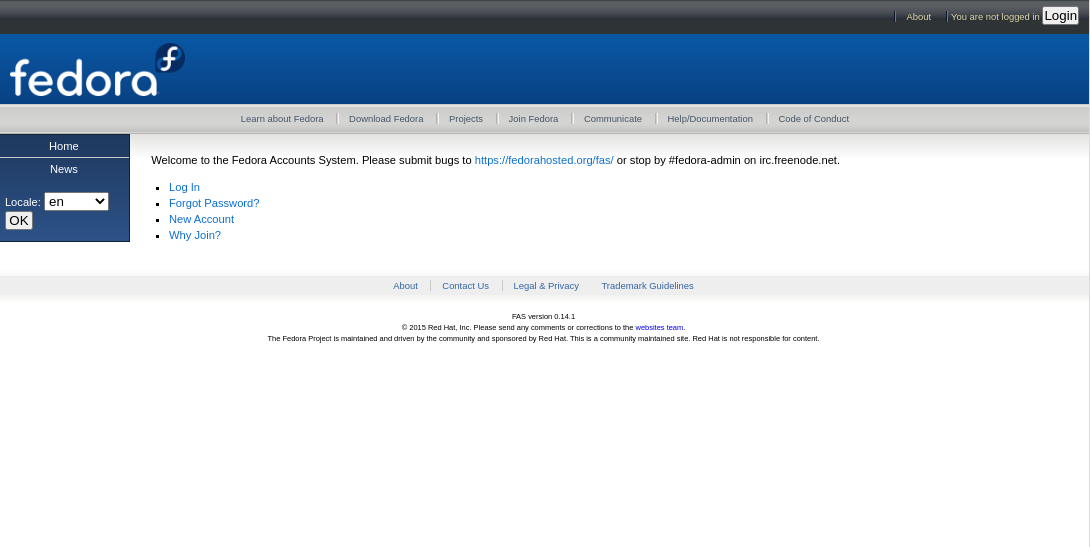 About You are not logged in Login
fedora f
Learn about Fedora Download Fedora Projects Join Fedora Communicate Help/Documentation Code of Conduct
Home
News
Locale: en
OK
Welcome to the Fedora Accounts System. Please submit bugs to https://fedorahosted.org/fas/ or stop by #fedora-admin on irc.freenode.net.
Log In
Forgot Password?
New Account
Why Join?
About Contact Us Legal & Privacy Trademark Guidelines
FAS version 0.14.1
© 2015 Red Hat, Inc. Please send any comments or corrections to the websites team.
The Fedora Project is maintained and driven by the community and sponsored by Red Hat. This is a community maintained site. Red Hat is not responsible for content.